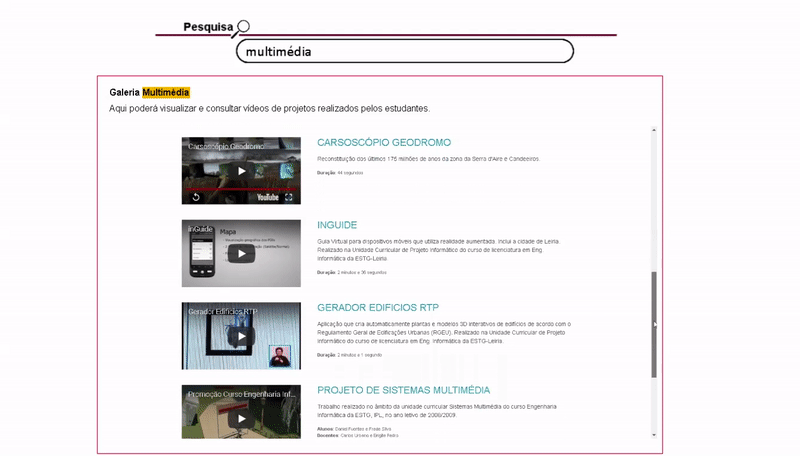 Pesquisa
multimédia
Galeria Multimédia
Aqui poderá visualizar e consultar vídeos de projetos realizados pelos estudantes.
Carsoscópio Geodromo
YouTube
CARSOSCÓPIO GEODROMO
Reconstituição dos últimos 175 milhões de anos da zona da Serra d'Aire e Candeeiros.
Duração: 44 segundos
InGuide
Mapa
INGUIDE
Guia Virtual para dispositivos móveis que utiliza realidade aumentada. Inclui a cidade de Leiria.
Realizado na Unidade Curricular de Projeto Informático do curso de licenciatura em Eng.
Informática da ESTG-Leiria.
Duração: 2 minutos e 56 segundos
Gerador Edificios RTP
GERADOR EDIFICIOS RTP
Aplicação que cria automaticamente plantas e modelos 3D interativos de edifícios de acordo com o
Regulamento Geral de Edificações Urbanas (RGEU). Realizado na Unidade Curricular de Projeto
Informático do curso de licenciatura em Eng. Informática da ESTG-Leiria.
Duração: 2 minutos e 1 segundo
Promoção Curso Engenharia Inf...
PROJETO DE SISTEMAS MULTIMÉDIA
Trabalho realizado no âmbito da unidade curricular Sistemas Multimédia do curso Engenharia
Informática da ESTG, IPL, no ano letivo de 2008/2009.
Alunos: Daniel Fuentes e
Docentes: Carlos Urbano e